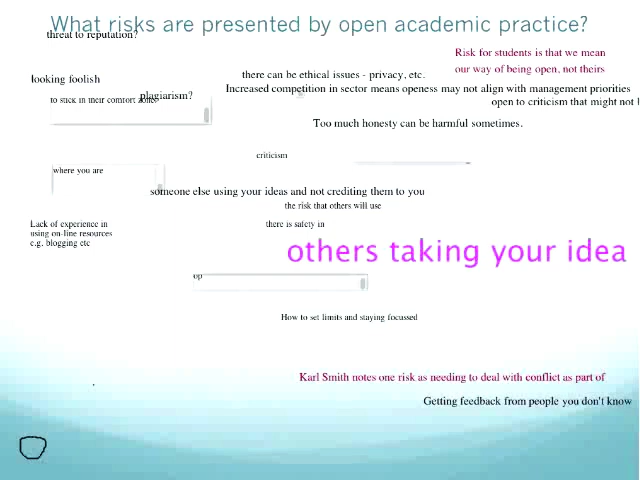 What risks are presented by open academic practice?
threat to reputation?
Risk for students is that we mean
our way of being open, not theirs
looking foolish
there can be ethical issues - privacy, etc.
Increased competition in sector means openess may not align with management priorities
plagiarism?
to stick in their comfort zone?
open to criticism that might not
Too much honesty can be harmful sometimes.
criticism
where you are
someone else using your ideas and not crediting them to you
the risk that others will use
Lack of experience in
using on-line resources
e.g. blogging etc
there is safety in
others taking your idea
op
How to set limits and staying focussed
Karl Smith notes one risk as needing to deal with conflict as part of
Getting feedback from people you don't know